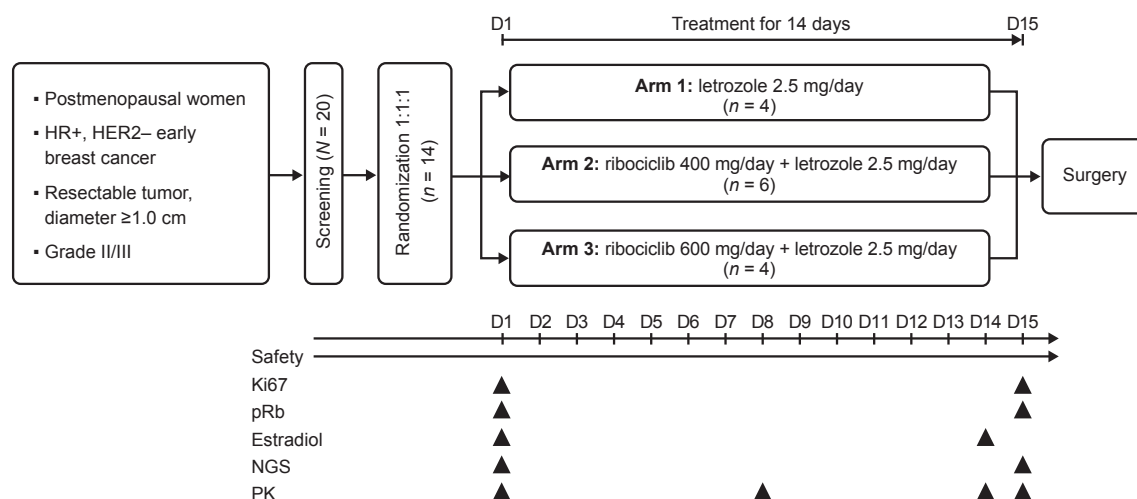 D1 Treatment for 14 days D15
▪ Postmenopausal women
▪ HR+, HER2– early
breast cancer
▪ Resectable tumor,
diameter ≥1.0 cm
▪ Grade II/III
Screening (N = 20)
Randomization 1:1:1
(n = 14)
Arm 1: letrozole 2.5 mg/day
(n = 4)
Arm 2: ribociclib 400 mg/day + letrozole 2.5 mg/day
(n = 6)
Arm 3: ribociclib 600 mg/day + letrozole 2.5 mg/day
(n = 4)
Surgery
D1 D2 D3 D4 D5 D6 D7 D8 D9 D10 D11 D12 D13 D14 D15
Safety
Ki67
pRb
Estradiol
NGS
PK